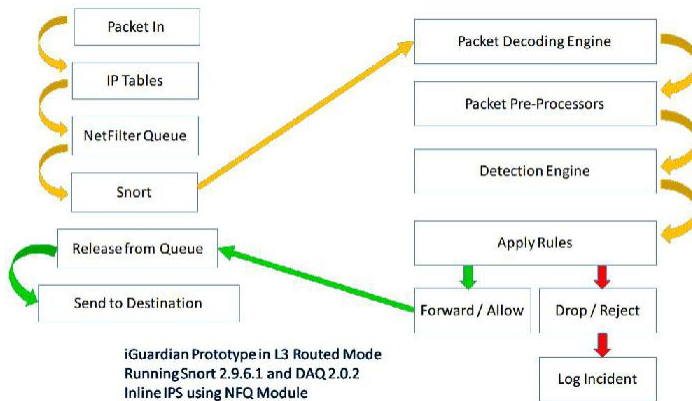 Packet In
IP Tables
NetFilter Queue
Snort
Packet Decoding Engine
Packet Pre-Processors
Detection Engine
Apply Rules
Forward / Allow
Drop / Reject
Log Incident
Release from Queue
Send to Destination
iGuardian Prototype in L3 Routed Mode
Running Snort 2.9.6.1 and DAQ 2.0.2
Inline IPS using NFQ Module